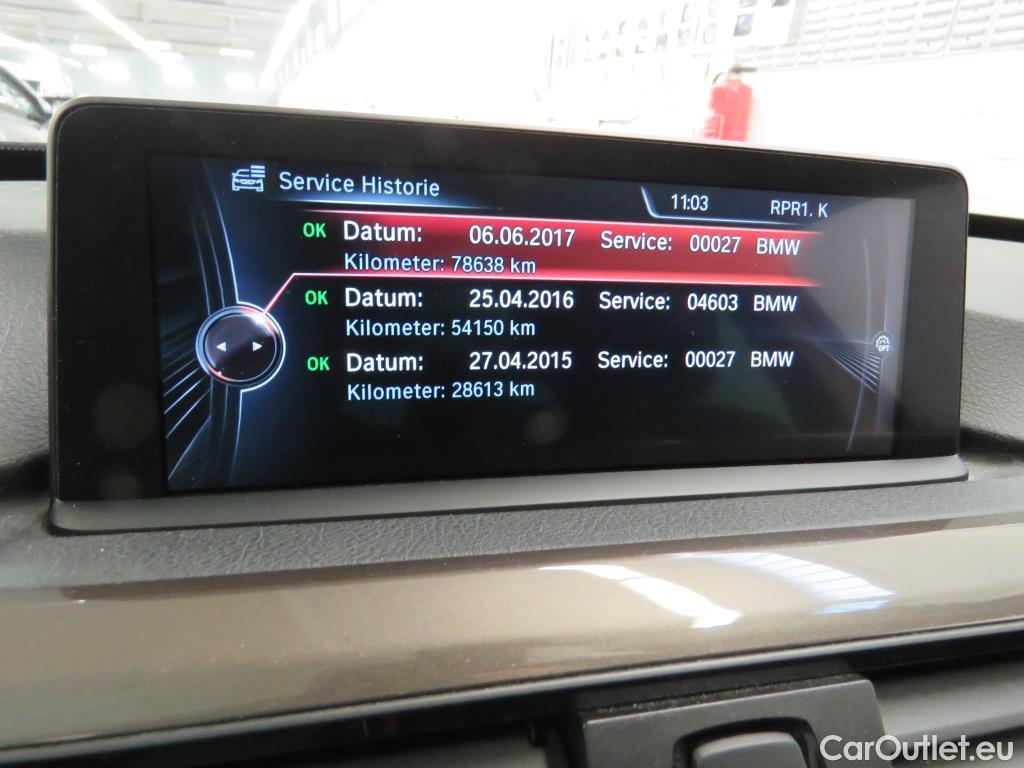 Service Historie 11:03 RPR1. K
OK Datum: 06.06.2017 Service: 00027 BMW
Kilometer: 78638 km
OK Datum: 25.04.2016 Service: 04603 BMW
Kilometer: 54150 km
OK Datum: 27.04.2015 Service: 00027 BMW
Kilometer: 28613 km
OPT
CarOutlet.eu